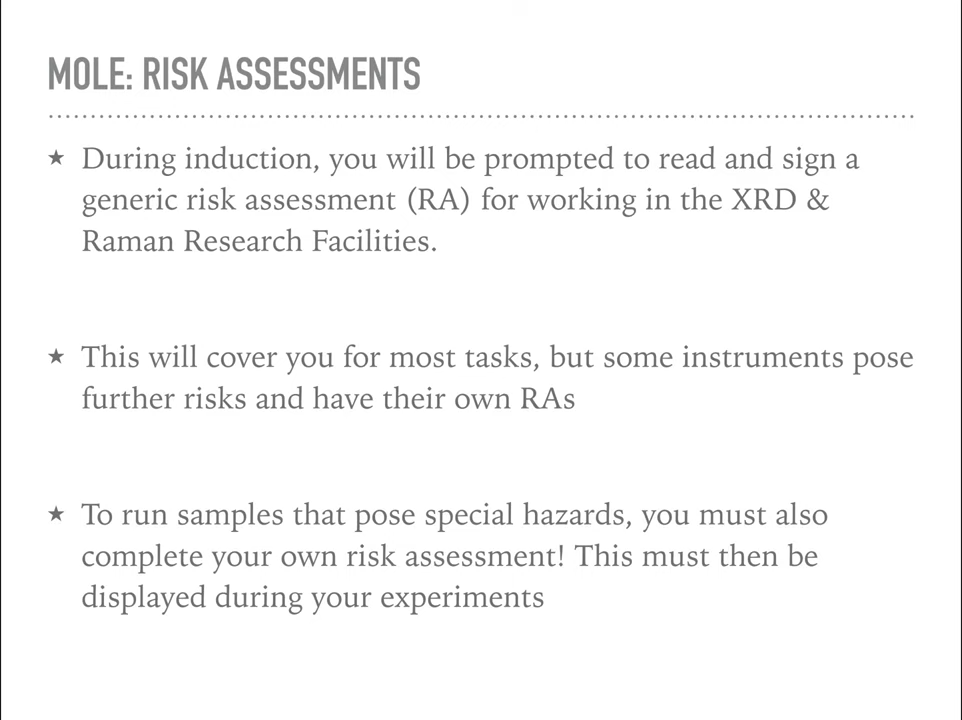 MOLE: RISK ASSESSMENTS
★ During induction, you will be prompted to read and sign a
generic risk assessment (RA) for working in the XRD &
Raman Research Facilities.
★ This will cover you for most tasks, but some instruments pose
further risks and have their own RAs
★ To run samples that pose special hazards, you must also
complete your own risk assessment! This must then be
displayed during your experiments